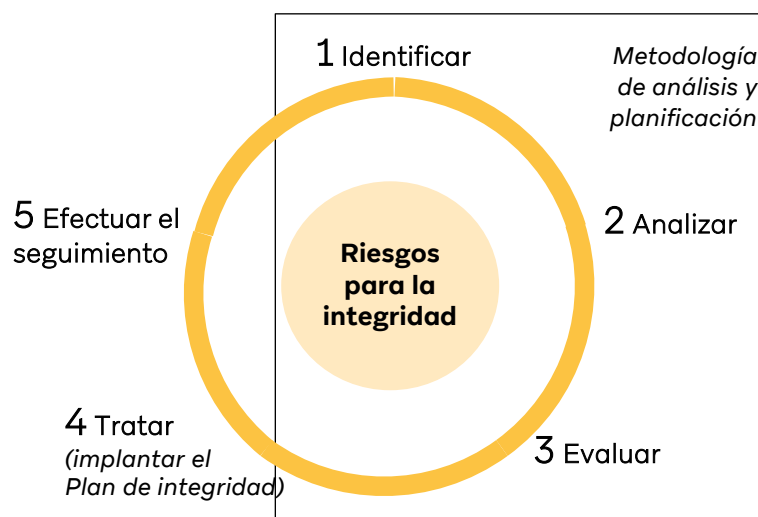 1 Identificar
Metodología
de análisis y
planificación
2 Analizar
3 Evaluar
4 Tratar
(implantar el
Plan de integridad)
5 Efectuar el
seguimiento
Riesgos
para la
integridad